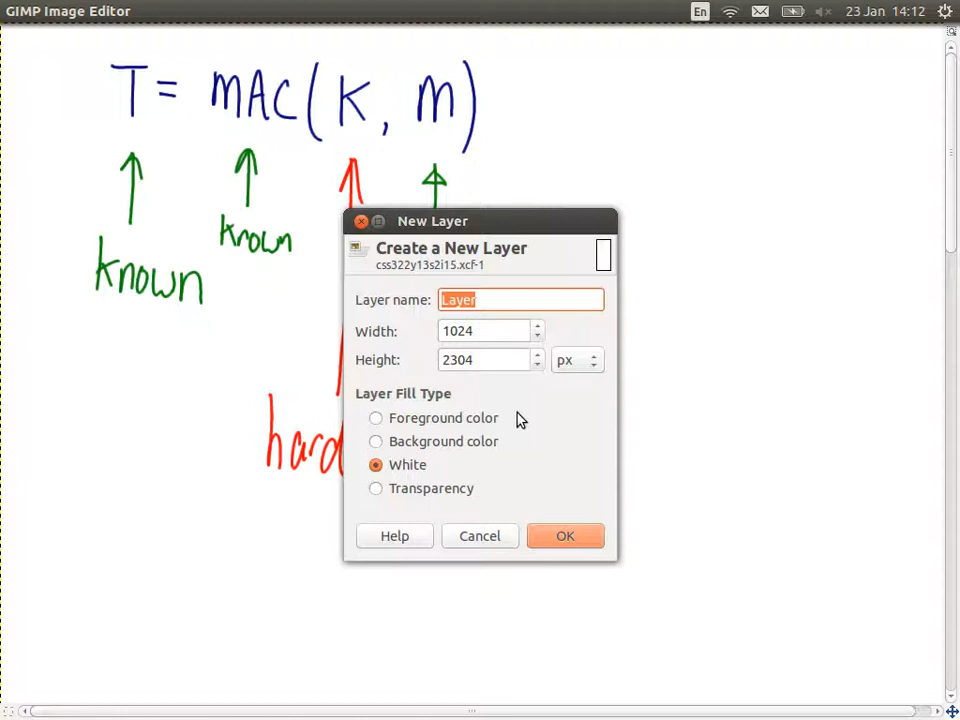 GIMP Image Editor
En
23 Jan 14:12
T = MAC(K, M)
known
known
hard
New Layer
Create a New Layer
css322y13s2i15.xcf-1
Layer name: Layer
Width: 1024
Height: 2304 px
Layer Fill Type
Foreground color
Background color
White
Transparency
Help Cancel OK